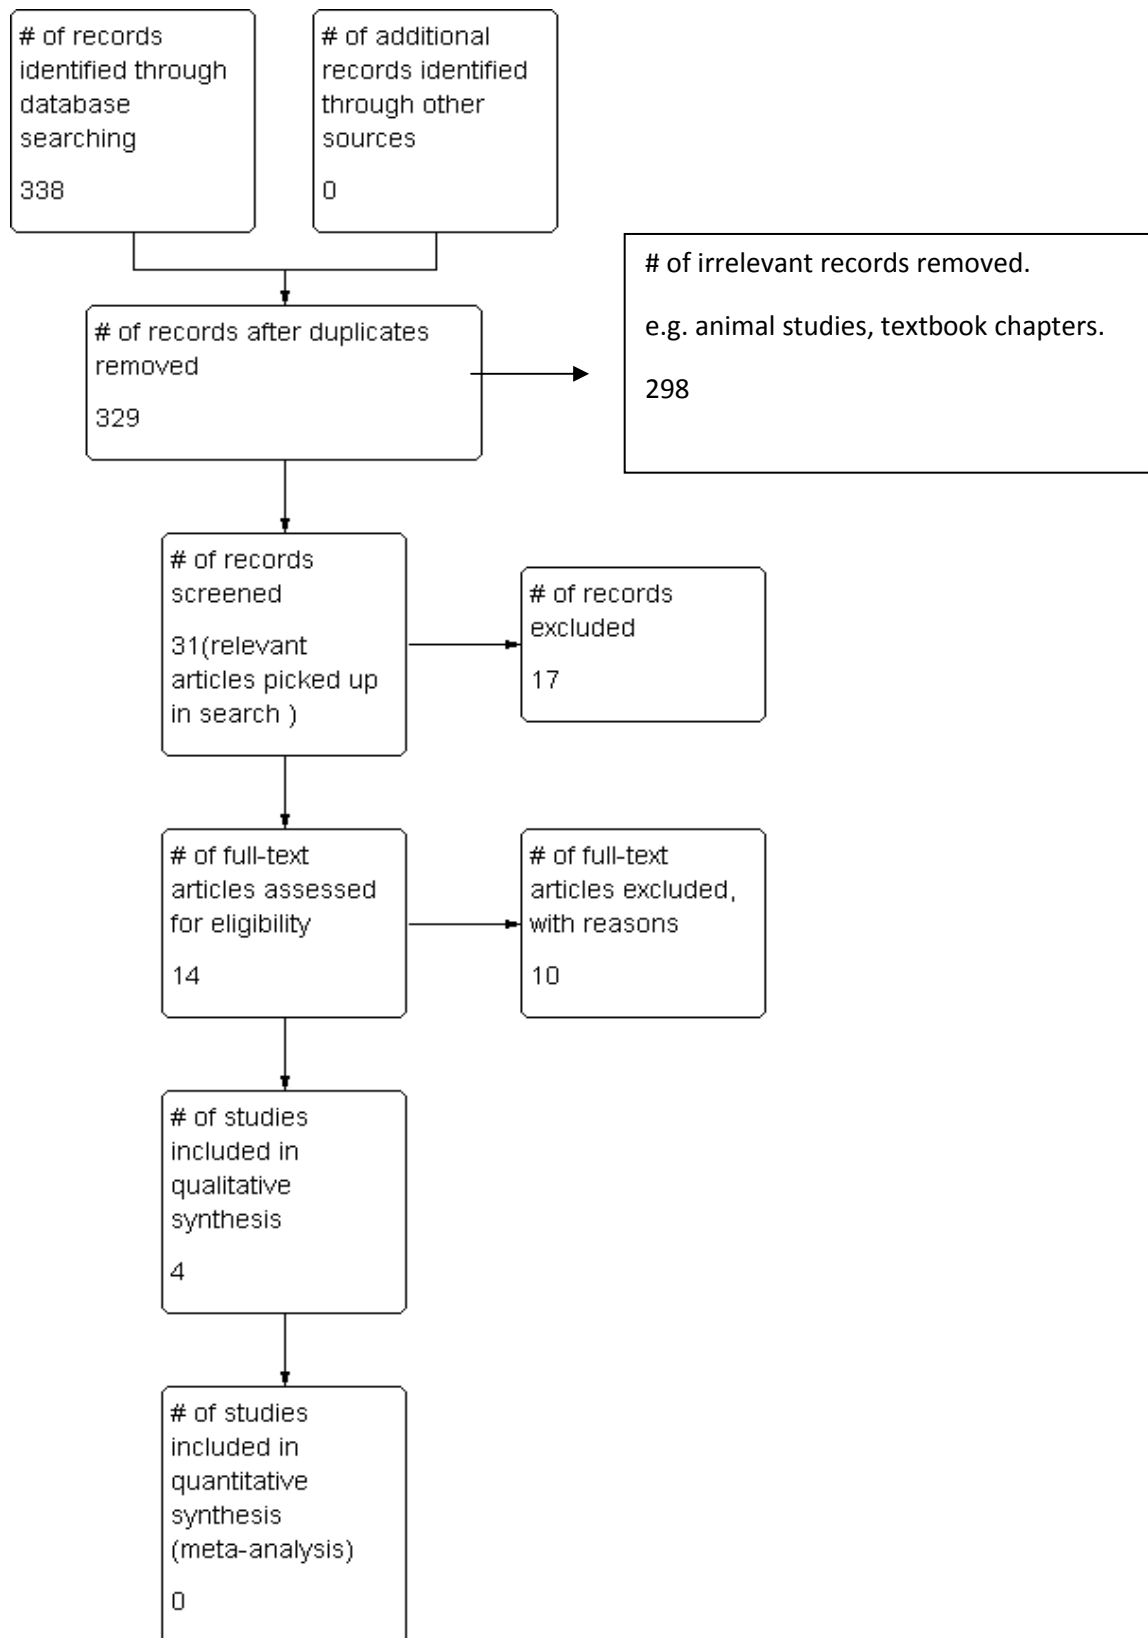 # of records
identified through
database
searching
338
# of additional
records identified
through other
sources
0
# of records after duplicates
removed
329
# of irrelevant records removed.
e.g. animal studies, textbook chapters.
298
# of records
screened
31(relevant
articles picked up
in search )
# of records
excluded
17
# of full-text
articles assessed
for eligibility
14
# of full-text
articles excluded,
with reasons
10
# of studies
included in
qualitative
synthesis
4
# of studies
included in
quantitative
synthesis
(meta-analysis)
0